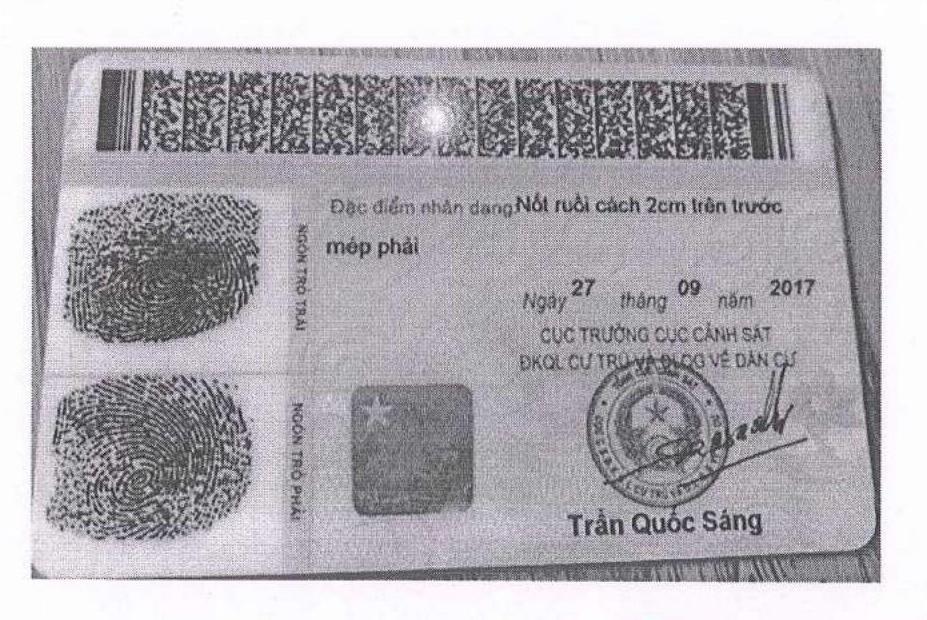 Đặc điểm nhân dạng: Nốt ruồi cách 2cm trên trước
mép phải
NGÓN TRỎ TRÁI
Ngày 27 tháng 09 năm 2017
CỤC TRƯỞNG CỤC CẢNH SÁT
ĐKQL CƯ TRÚ VÀ DLQG VỀ DÂN CƯ
NGÓN TRỎ PHẢI
Trần Quốc Sáng